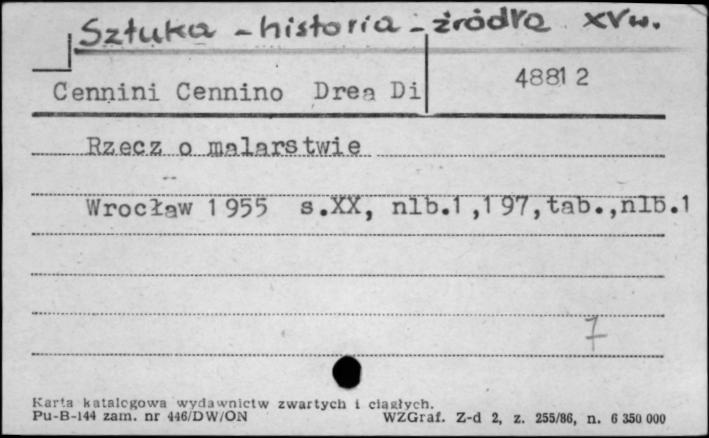 Sztuka - historia - źródła XV w.
Cennini Cennino Drea Di
48812
Rzecz o malarstwie
Wrocław 1955 s.XX, nlb.1,197,tab.,nlb.1
7
Karta katalogowa wydawnictw zwartych i ciągłych.
Pu-B-144 zam. nr 446/DW/ON
WZGraf. Z-d 2, z. 255/86, n. 6 350 000